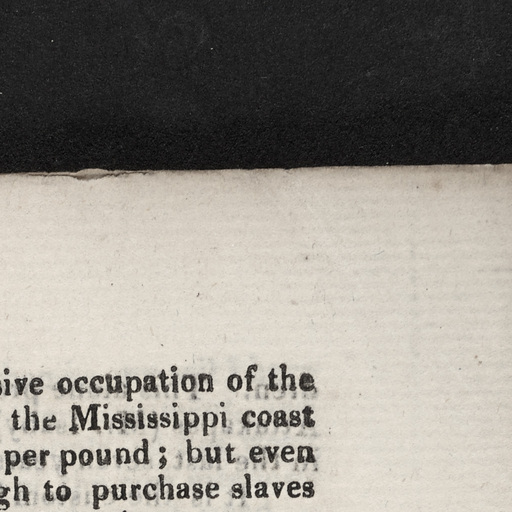 sive occupation of the
the Mississippi coast
per pound ; but even
gh to purchase slaves